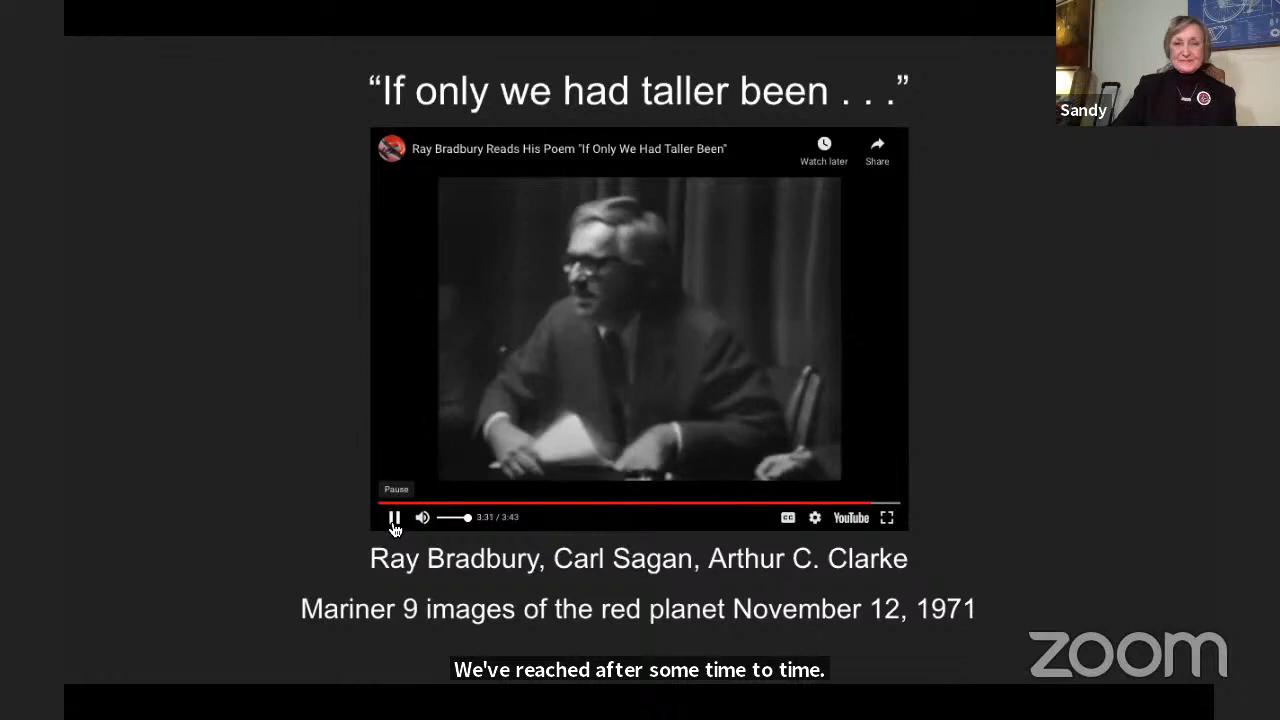 “If only we had taller been . . .”
Sandy
Ray Bradbury Reads His Poem "If Only We Had Taller Been"
Watch later
Share
Pause
3:31 / 3:43
CC
YouTube
Ray Bradbury, Carl Sagan, Arthur C. Clarke
Mariner 9 images of the red planet November 12, 1971
We've reached after some time to time.
zoom